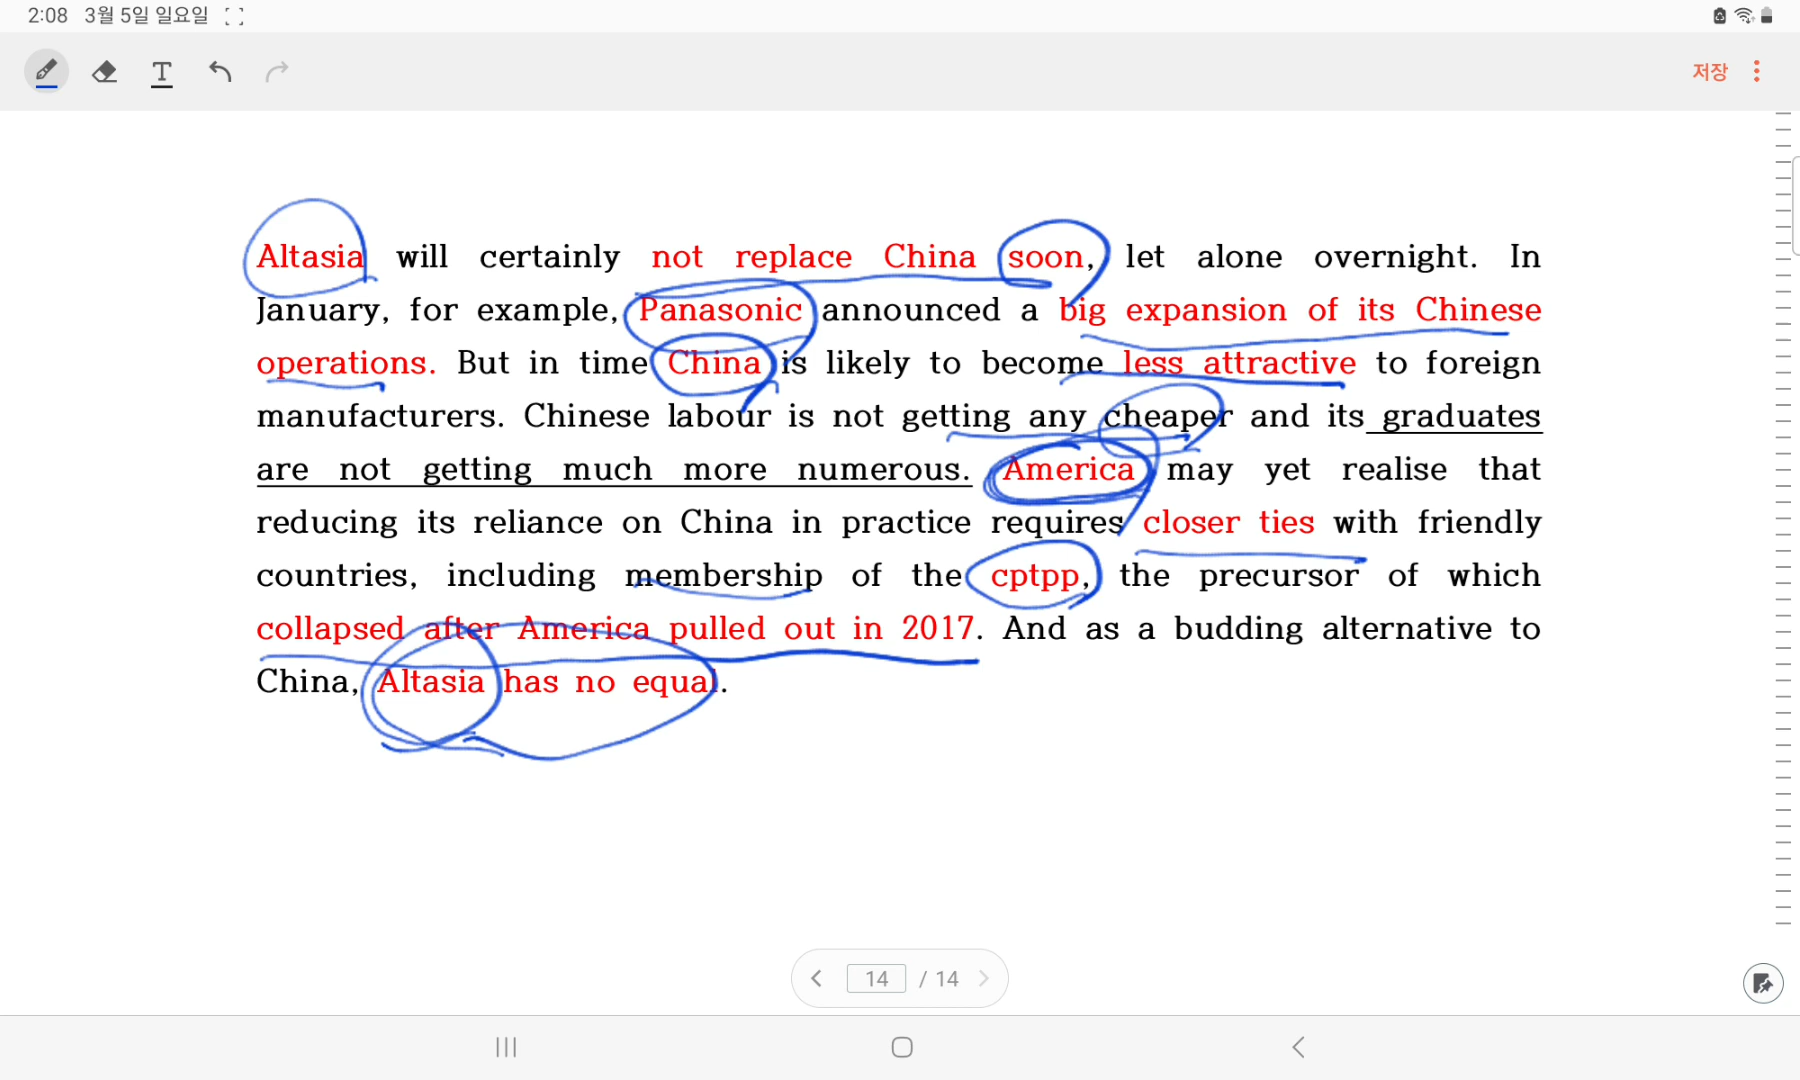 2:08 3월 5일 일요일
저장
Altasia will certainly not replace China soon, let alone overnight. In
January, for example, Panasonic announced a big expansion of its Chinese
operations. But in time China is likely to become less attractive to foreign
manufacturers. Chinese labour is not getting any cheaper and its graduates
are not getting much more numerous. America may yet realise that
reducing its reliance on China in practice requires closer ties with friendly
countries, including membership of the cptpp, the precursor of which
collapsed after America pulled out in 2017. And as a budding alternative to
China, Altasia has no equal.
14 / 14